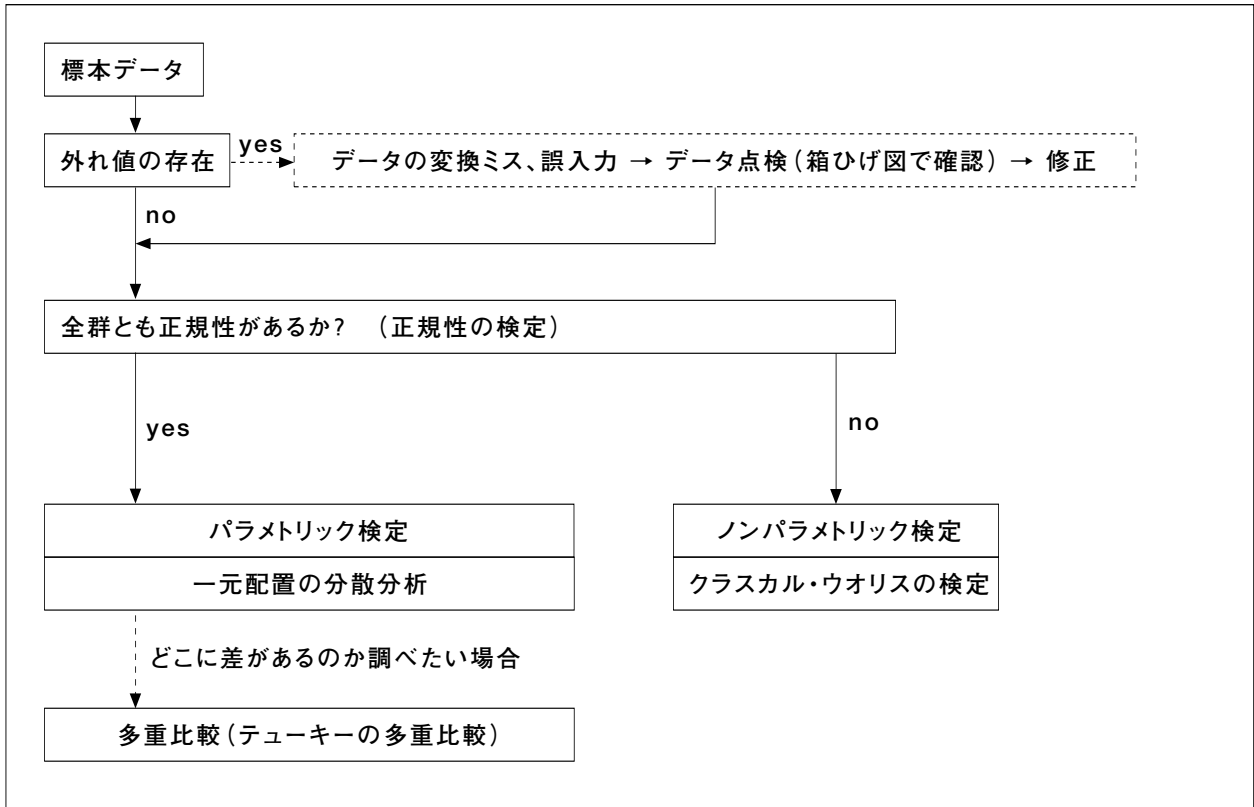 標本データ
外れ値の存在
yes
データの変換ミス、誤入力 → データ点検（箱ひげ図で確認） → 修正
no
全群とも正規性があるか？　（正規性の検定）
yes
no
パラメトリック検定
ノンパラメトリック検定
一元配置の分散分析
クラスカル・ウオリスの検定
どこに差があるのか調べたい場合
多重比較（テューキーの多重比較）